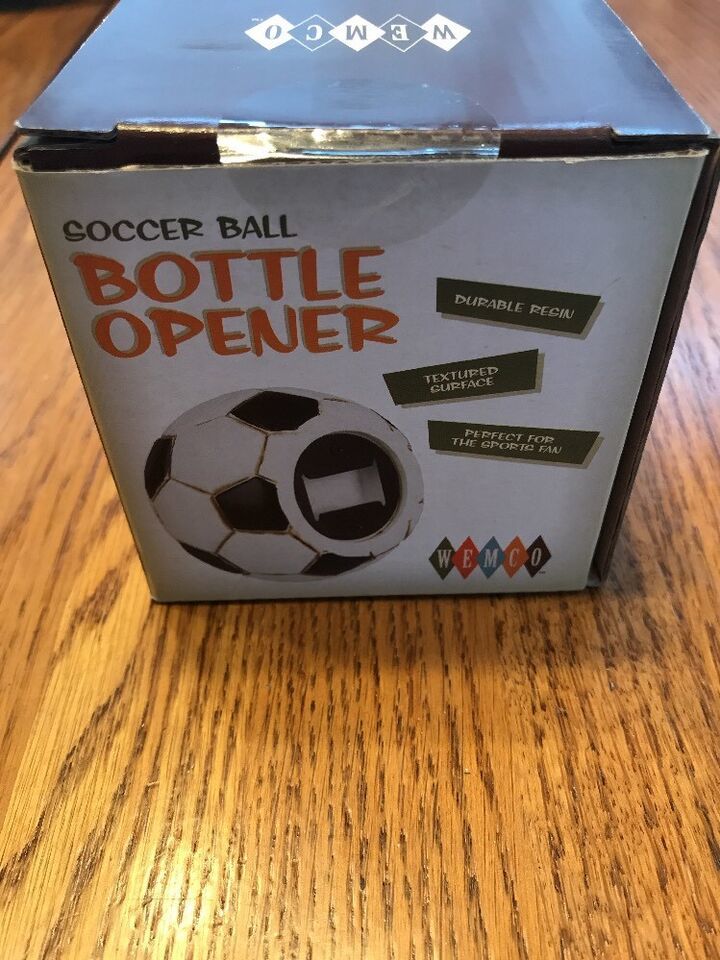 WEMCO
SOCCER BALL
BOTTLE
OPENER
DURABLE RESIN
TEXTURED
SURFACE
PERFECT FOR
THE SPORTS FAN
WEMCO